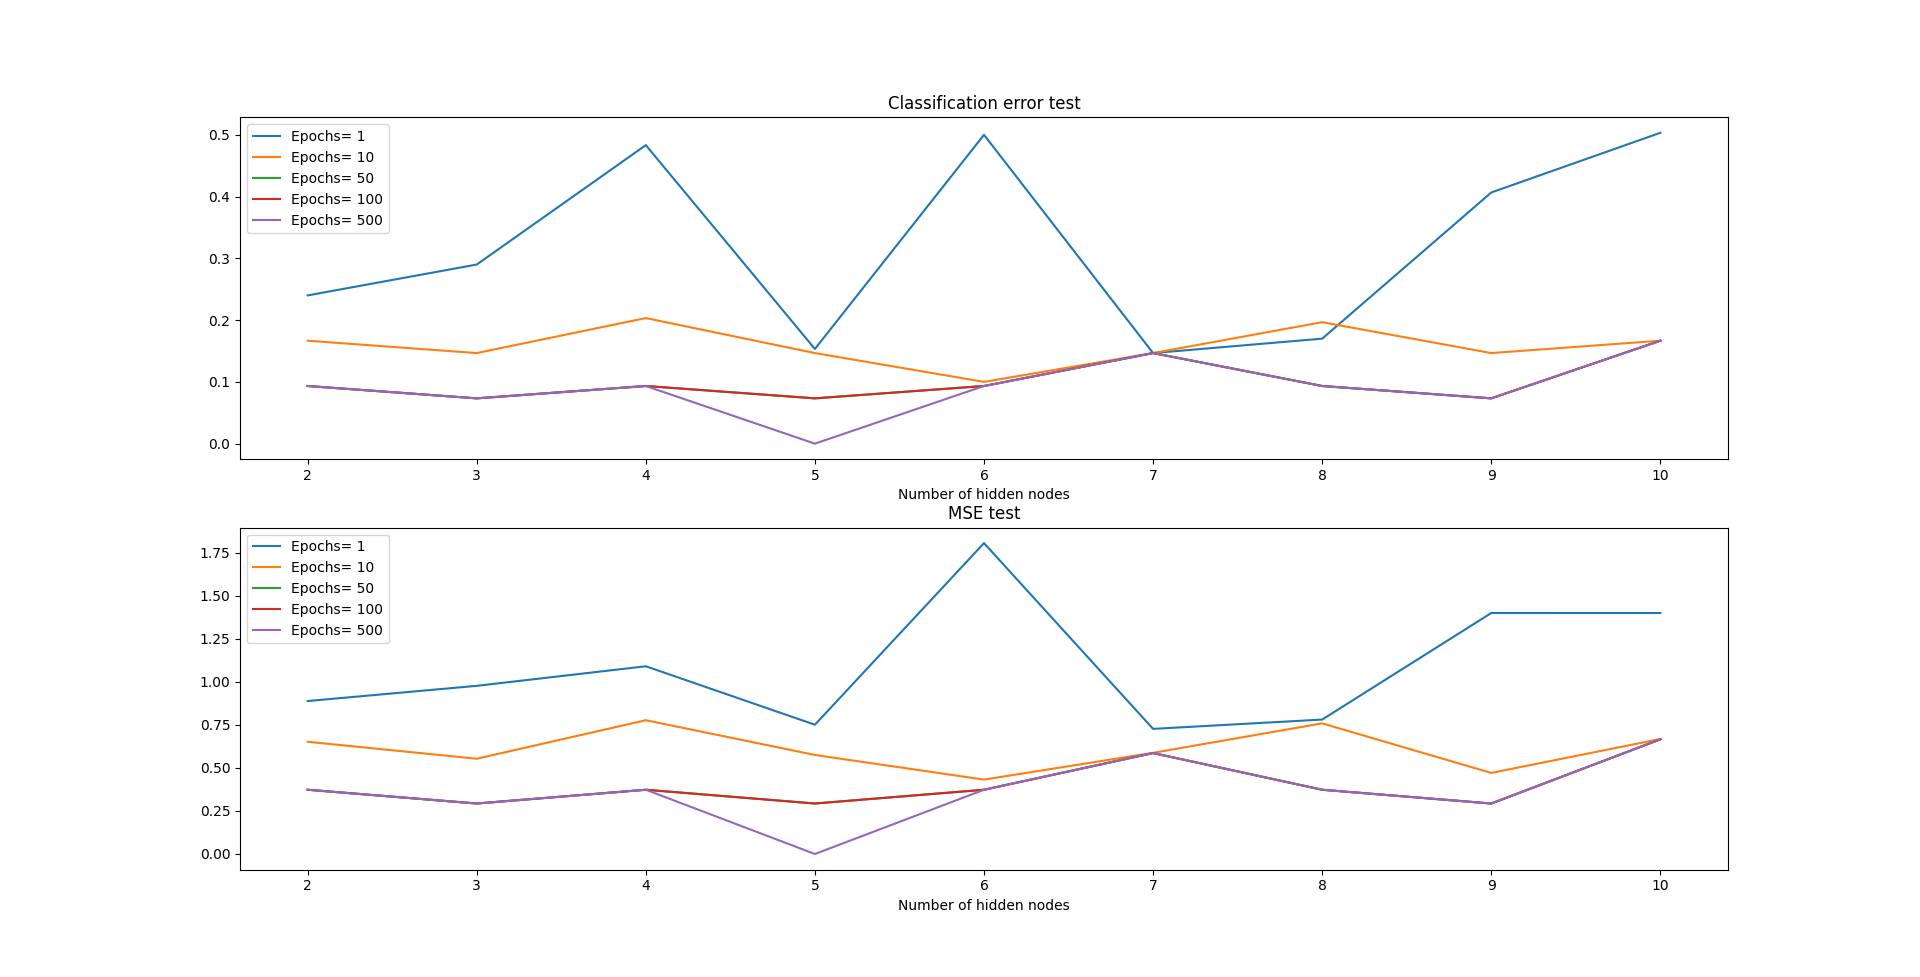 Classification error test
Epochs= 1
Epochs= 10
Epochs= 50
Epochs= 100
Epochs= 500
0.5
0.4
0.3
0.2
0.1
0.0
2 3 4 5 6 7 8 9 10
Number of hidden nodes
MSE test
Epochs= 1
Epochs= 10
Epochs= 50
Epochs= 100
Epochs= 500
1.75
1.50
1.25
1.00
0.75
0.50
0.25
0.00
2 3 4 5 6 7 8 9 10
Number of hidden nodes